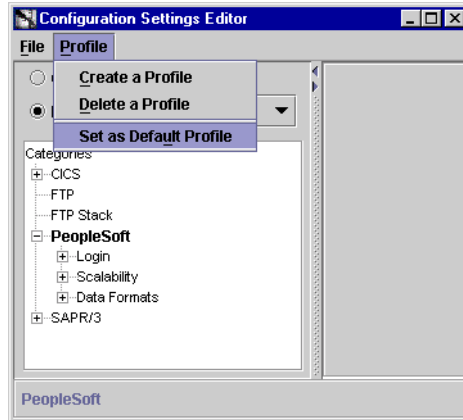 Configuration Settings Editor
File Profile
Create a Profile
Delete a Profile
Set as Default Profile
Categories
CICS
FTP
FTP Stack
PeopleSoft
Login
Scalability
Data Formats
SAPR/3
PeopleSoft